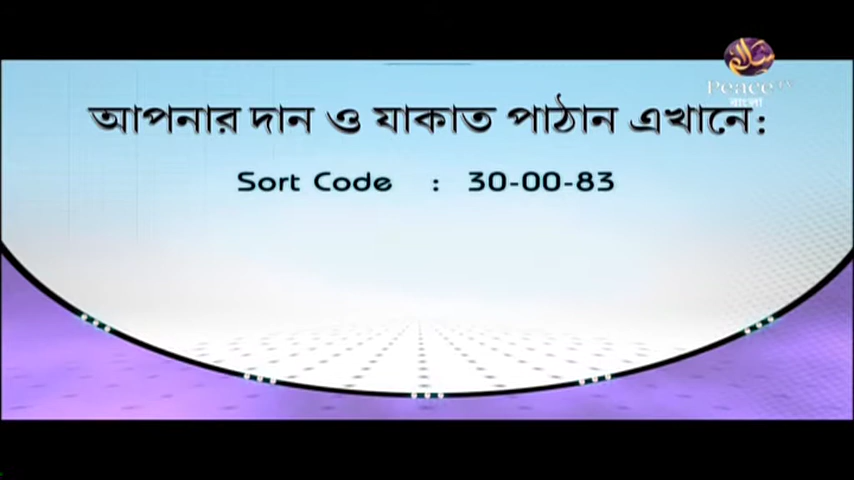 Peace TV
বাংলা
আপনার দান ও যাকাত পাঠান এখানে:
Sort Code : 30-00-83